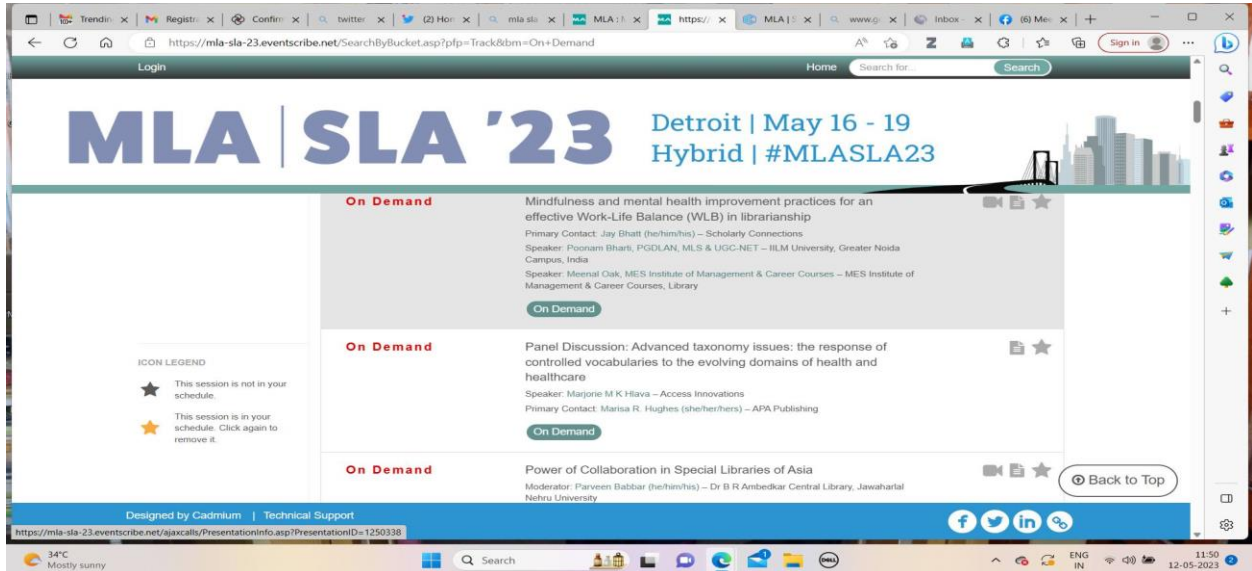 Trendin
Registr
Confirm
twitter
(2) Hom
mla sla
MLA : 
https://
MLA | S
www.g
Inbox -
(6) Mee
https://mla-sla-23.eventscribe.net/SearchByBucket.asp?pfp=Track&bm=On+Demand
Sign in
Login
Home
Search for...
Search
MLA | SLA '23
Detroit | May 16 - 19
Hybrid | #MLASLA23
On Demand
Mindfulness and mental health improvement practices for an
effective Work-Life Balance (WLB) in librarianship
Primary Contact: Jay Bhatt (he/him/his) – Scholarly Connections
Speaker: Poonam Bharti, PGDLAN, MLS & UGC-NET – IILM University, Greater Noida
Campus, India
Speaker: Meenal Oak, MES Institute of Management & Career Courses – MES Institute of
Management & Career Courses, Library
On Demand
ICON LEGEND
This session is not in your
schedule.
This session is in your
schedule. Click again to
remove it.
On Demand
Panel Discussion: Advanced taxonomy issues: the response of
controlled vocabularies to the evolving domains of health and
healthcare
Speaker: Marjorie M K Hlava – Access Innovations
Primary Contact: Marisa R. Hughes (she/her/hers) – APA Publishing
On Demand
On Demand
Power of Collaboration in Special Libraries of Asia
Moderator: Parveen Babbar (he/him/his) – Dr B R Ambedkar Central Library, Jawaharlal
Nehru University
Back to Top
Designed by Cadmium | Technical Support
https://mla-sla-23.eventscribe.net/ajaxcalls/PresentationInfo.asp?PresentationID=1250338
34°C
Mostly sunny
Search
DELL
ENG
IN
11:50
12-05-2023
2